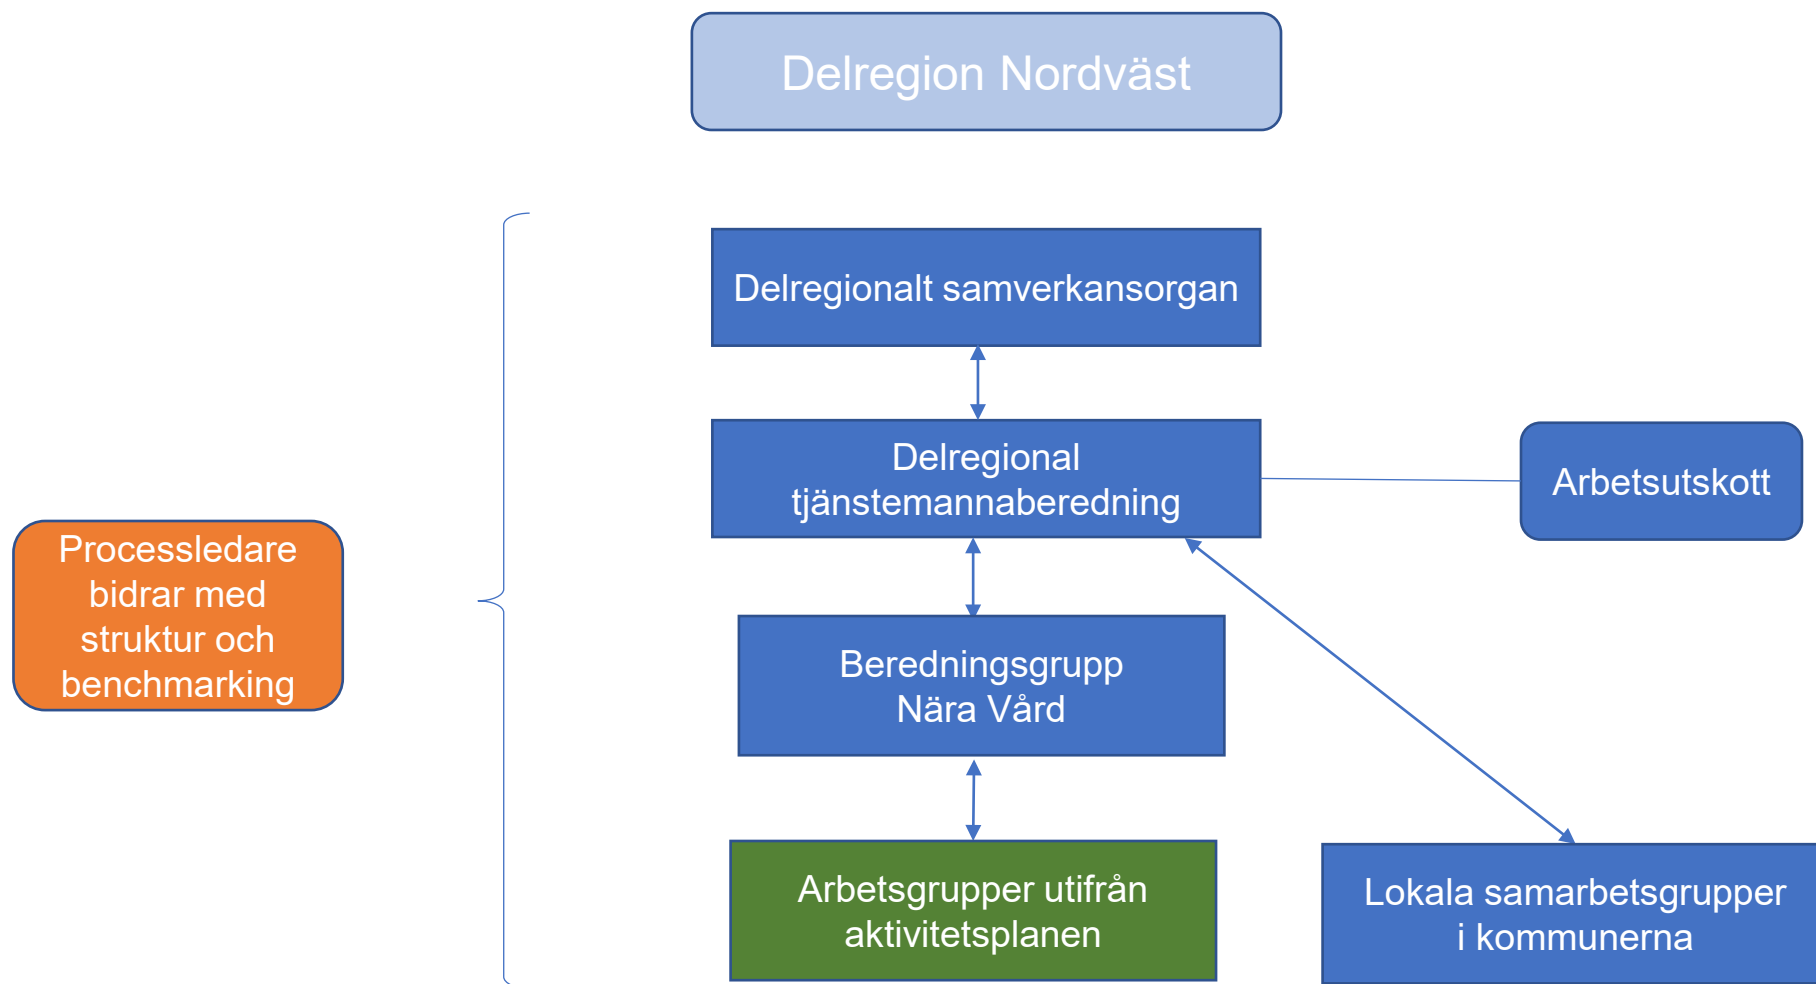 Delregion Nordväst
Delregionalt samverkansorgan
Delregional
tjänstemannaberedning
Arbetsutskott
Processledare
bidrar med
struktur och
benchmarking
Beredningsgrupp
Nära Vård
Arbetsgrupper utifrån
aktivitetsplanen
Lokala samarbetsgrupper
i kommunerna